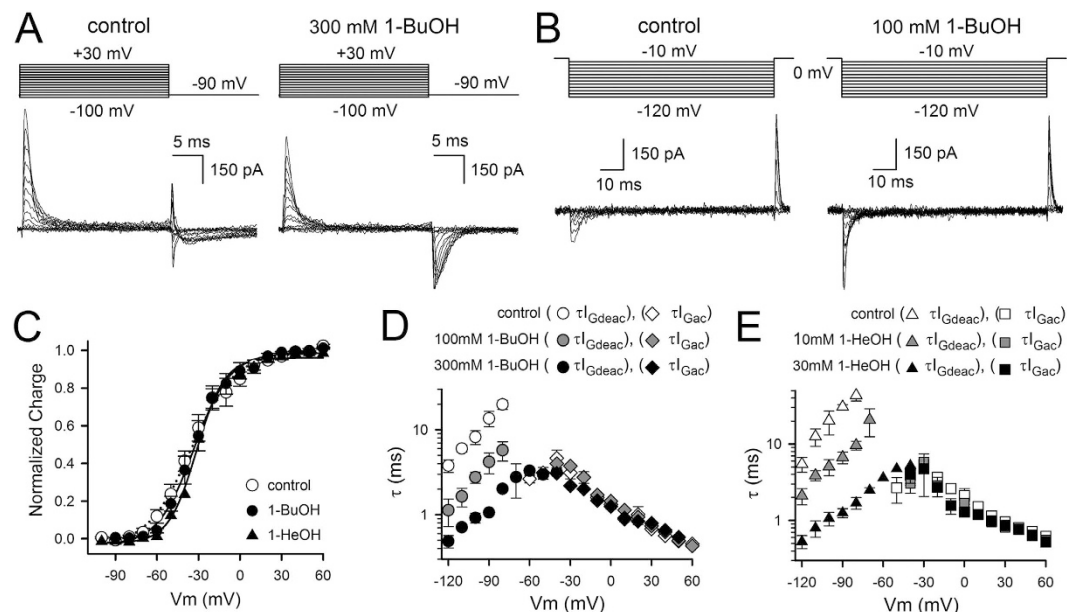 A
control
300 mM 1-BuOH
+30 mV
+30 mV
-90 mV
-90 mV
-100 mV
-100 mV
5 ms
150 pA
5 ms
150 pA
B
control
100 mM 1-BuOH
-10 mV
-10 mV
0 mV
-120 mV
-120 mV
150 pA
10 ms
150 pA
10 ms
C
Normalized Charge
1.0
0.8
0.6
0.4
0.2
0.0
control
1-BuOH
1-HeOH
-90 -60 -30 0 30 60
Vm (mV)
D
control ( τIGdeac), ( τIGac)
100mM 1-BuOH ( τIGdeac), ( τIGac)
300mM 1-BuOH ( τIGdeac), ( τIGac)
τ (ms)
10
1
-120 -90 -60 -30 0 30 60
Vm (mV)
E
control ( τIGdeac), ( τIGac)
10mM 1-HeOH ( τIGdeac), ( τIGac)
30mM 1-HeOH ( τIGdeac), ( τIGac)
τ (ms)
10
1
-120 -90 -60 -30 0 30 60
Vm (mV)